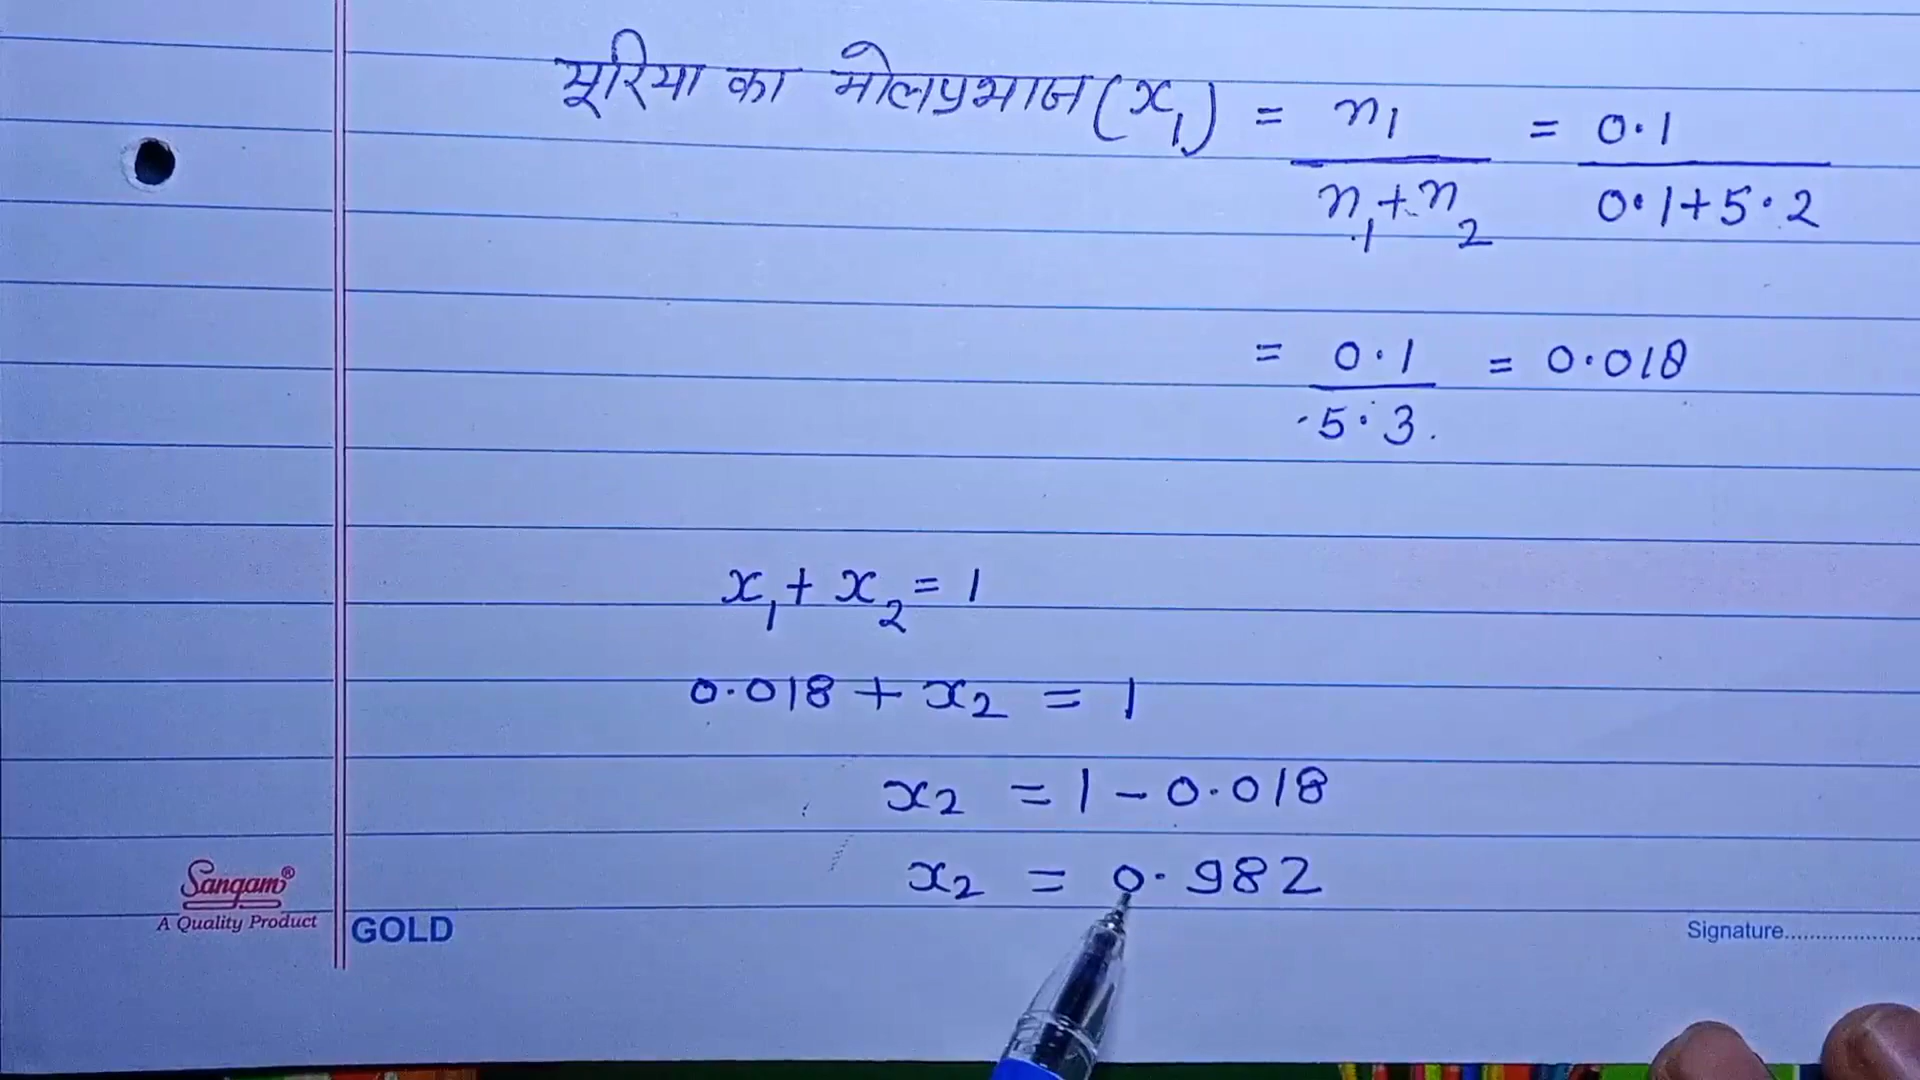 यूरिया का मोलप्रभाज (x₁) = n₁ / (n₁ + n₂) = 0.1 / (0.1 + 5.2)
= 0.1 / 5.3 = 0.018
x₁ + x₂ = 1
0.018 + x₂ = 1
x₂ = 1 - 0.018
x₂ = 0.982
Sangam®
A Quality Product
GOLD
Signature......................